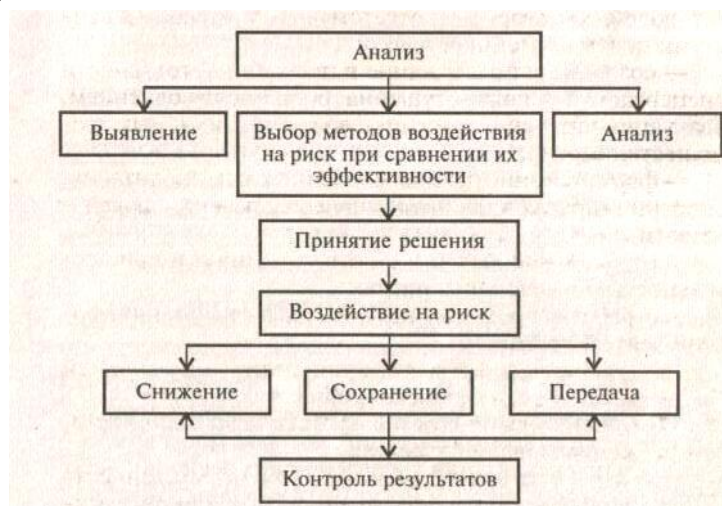 Анализ
Выявление
Выбор методов воздействия
на риск при сравнении их
эффективности
Анализ
Принятие решения
Воздействие на риск
Снижение
Сохранение
Передача
Контроль результатов